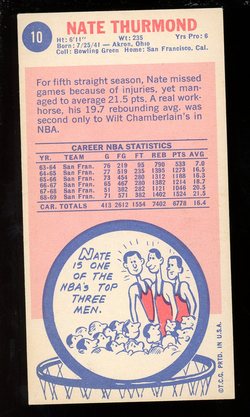 10
NATE THURMOND
Ht: 6'11" Wt: 235 Yrs Pro: 6
Born: 7/25/41 — Akron, Ohio
Coll: Bowling Green Home: San Francisco, Cal.
For fifth straight season, Nate missed
games because of injuries, yet man-
aged to average 21.5 pts. A real work-
horse, his 19.7 rebounding avg. was
second only to Wilt Chamberlain's in
NBA.
CAREER NBA STATISTICS
YR. TEAM G FG FT REB PTS AVG
63-64 San Fran. 76 219 95 790 533 7.0
64-65 San Fran. 77 519 235 1395 1273 16.5
65-66 San Fran. 73 454 280 1312 1188 16.3
66-67 San Fran. 65 467 280 1382 1214 18.7
67-68 San Fran. 51 382 282 1121 1046 20.5
68-69 San Fran. 71 571 382 1402 1524 21.5
CAR. TOTALS 413 2612 1554 7402 6778 16.4
NATE
IS ONE
OF THE
NBA'S TOP
THREE
MEN.
©T.C.G. PRTD. IN U.S.A.